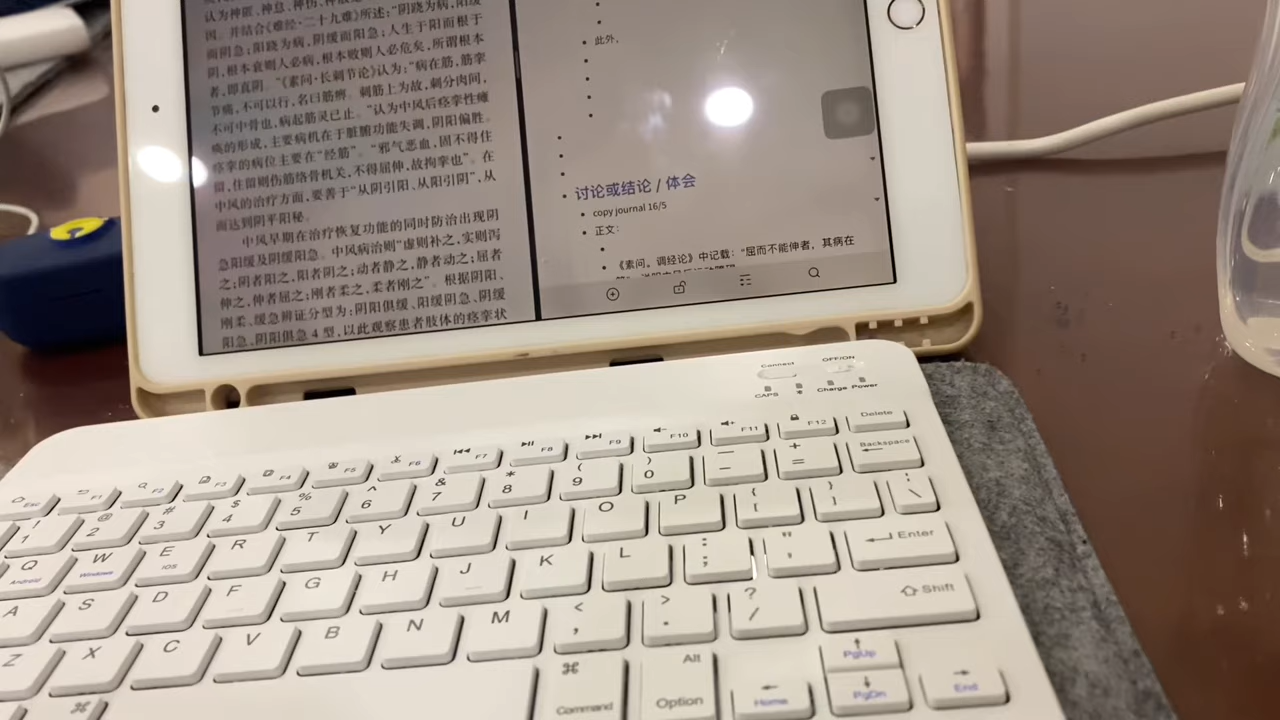 认为神匿、神怠、神伤、神散是
因。并结合《难经·二十九难》所述:“阴跷为病,阳缓
而阴急;阳跷为病,阴缓而阳急;人生于阳而根于
阴,根本衰则人必病,根本败则人必危矣,所谓根本
者,即真阴。”《素问·长刺节论》认为:“病在筋,筋挛
节痛,不可以行,名曰筋痹。刺筋上为故,刺分肉间,
不可中骨也,病起筋灵已止。”认为中风后痉挛性瘫
痪的形成,主要病机在于脏腑功能失调,阴阳偏胜。
痉挛的病位主要在“经筋”。“邪气恶血,固不得住
留,住留则伤筋络骨机关,不得屈伸,故拘挛也”。在
中风的治疗方面,要善于“从阴引阳、从阳引阴”,从
而达到阴平阳秘。
中风早期在治疗恢复功能的同时防治出现阴
急阳缓及阴缓阳急。中风病治则“虚则补之,实则泻
之;阴者阳之,阳者阴之;动者静之,静者动之;屈者
伸之,伸者屈之;刚者柔之,柔者刚之”。根据阴阳、
刚柔、缓急辨证分型为:阴阳俱缓、阳缓阴急、阴缓
阳急、阴阳俱急 4 型,以此观察患者肢体的痉挛状
此外,
讨论或结论 / 体会
copy journal 16/5
正文:
《素问。调经论》中记载:“屈而不能伸者,其病在
Connect OFF/ON
CAPS Charge Power
Esc F1 F2 F3 F4 F5 F6 F7 F8 F9 F10 F11 F12 Delete
! 1 @ 2 # 3 $ 4 % 5 ^ 6 & 7 * 8 ( 9 ) 0 _ - + = Backspace
Q Android W Windows E iOS R T Y U I O P { [ } ] | \
A S D F G H J K L : ; " ' Enter
Z X C V B N M < , > . ? / Shift
⌘ ⌘ Command Alt Option Home PgUp PgDn End